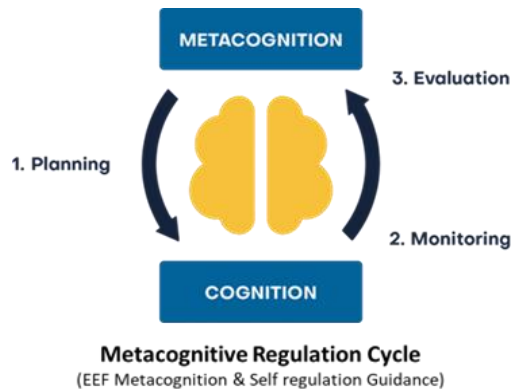 METACOGNITION
3. Evaluation
1. Planning
2. Monitoring
COGNITION
Metacognitive Regulation Cycle
(EEF Metacognition & Self regulation Guidance)